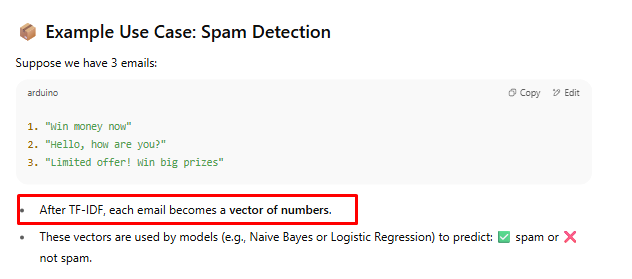 📦 Example Use Case: Spam Detection
Suppose we have 3 emails:
arduino Copy Edit
1. "Win money now"
2. "Hello, how are you?"
3. "Limited offer! Win big prizes"
• After TF-IDF, each email becomes a vector of numbers.
• These vectors are used by models (e.g., Naive Bayes or Logistic Regression) to predict: ✅ spam or ❌
not spam.